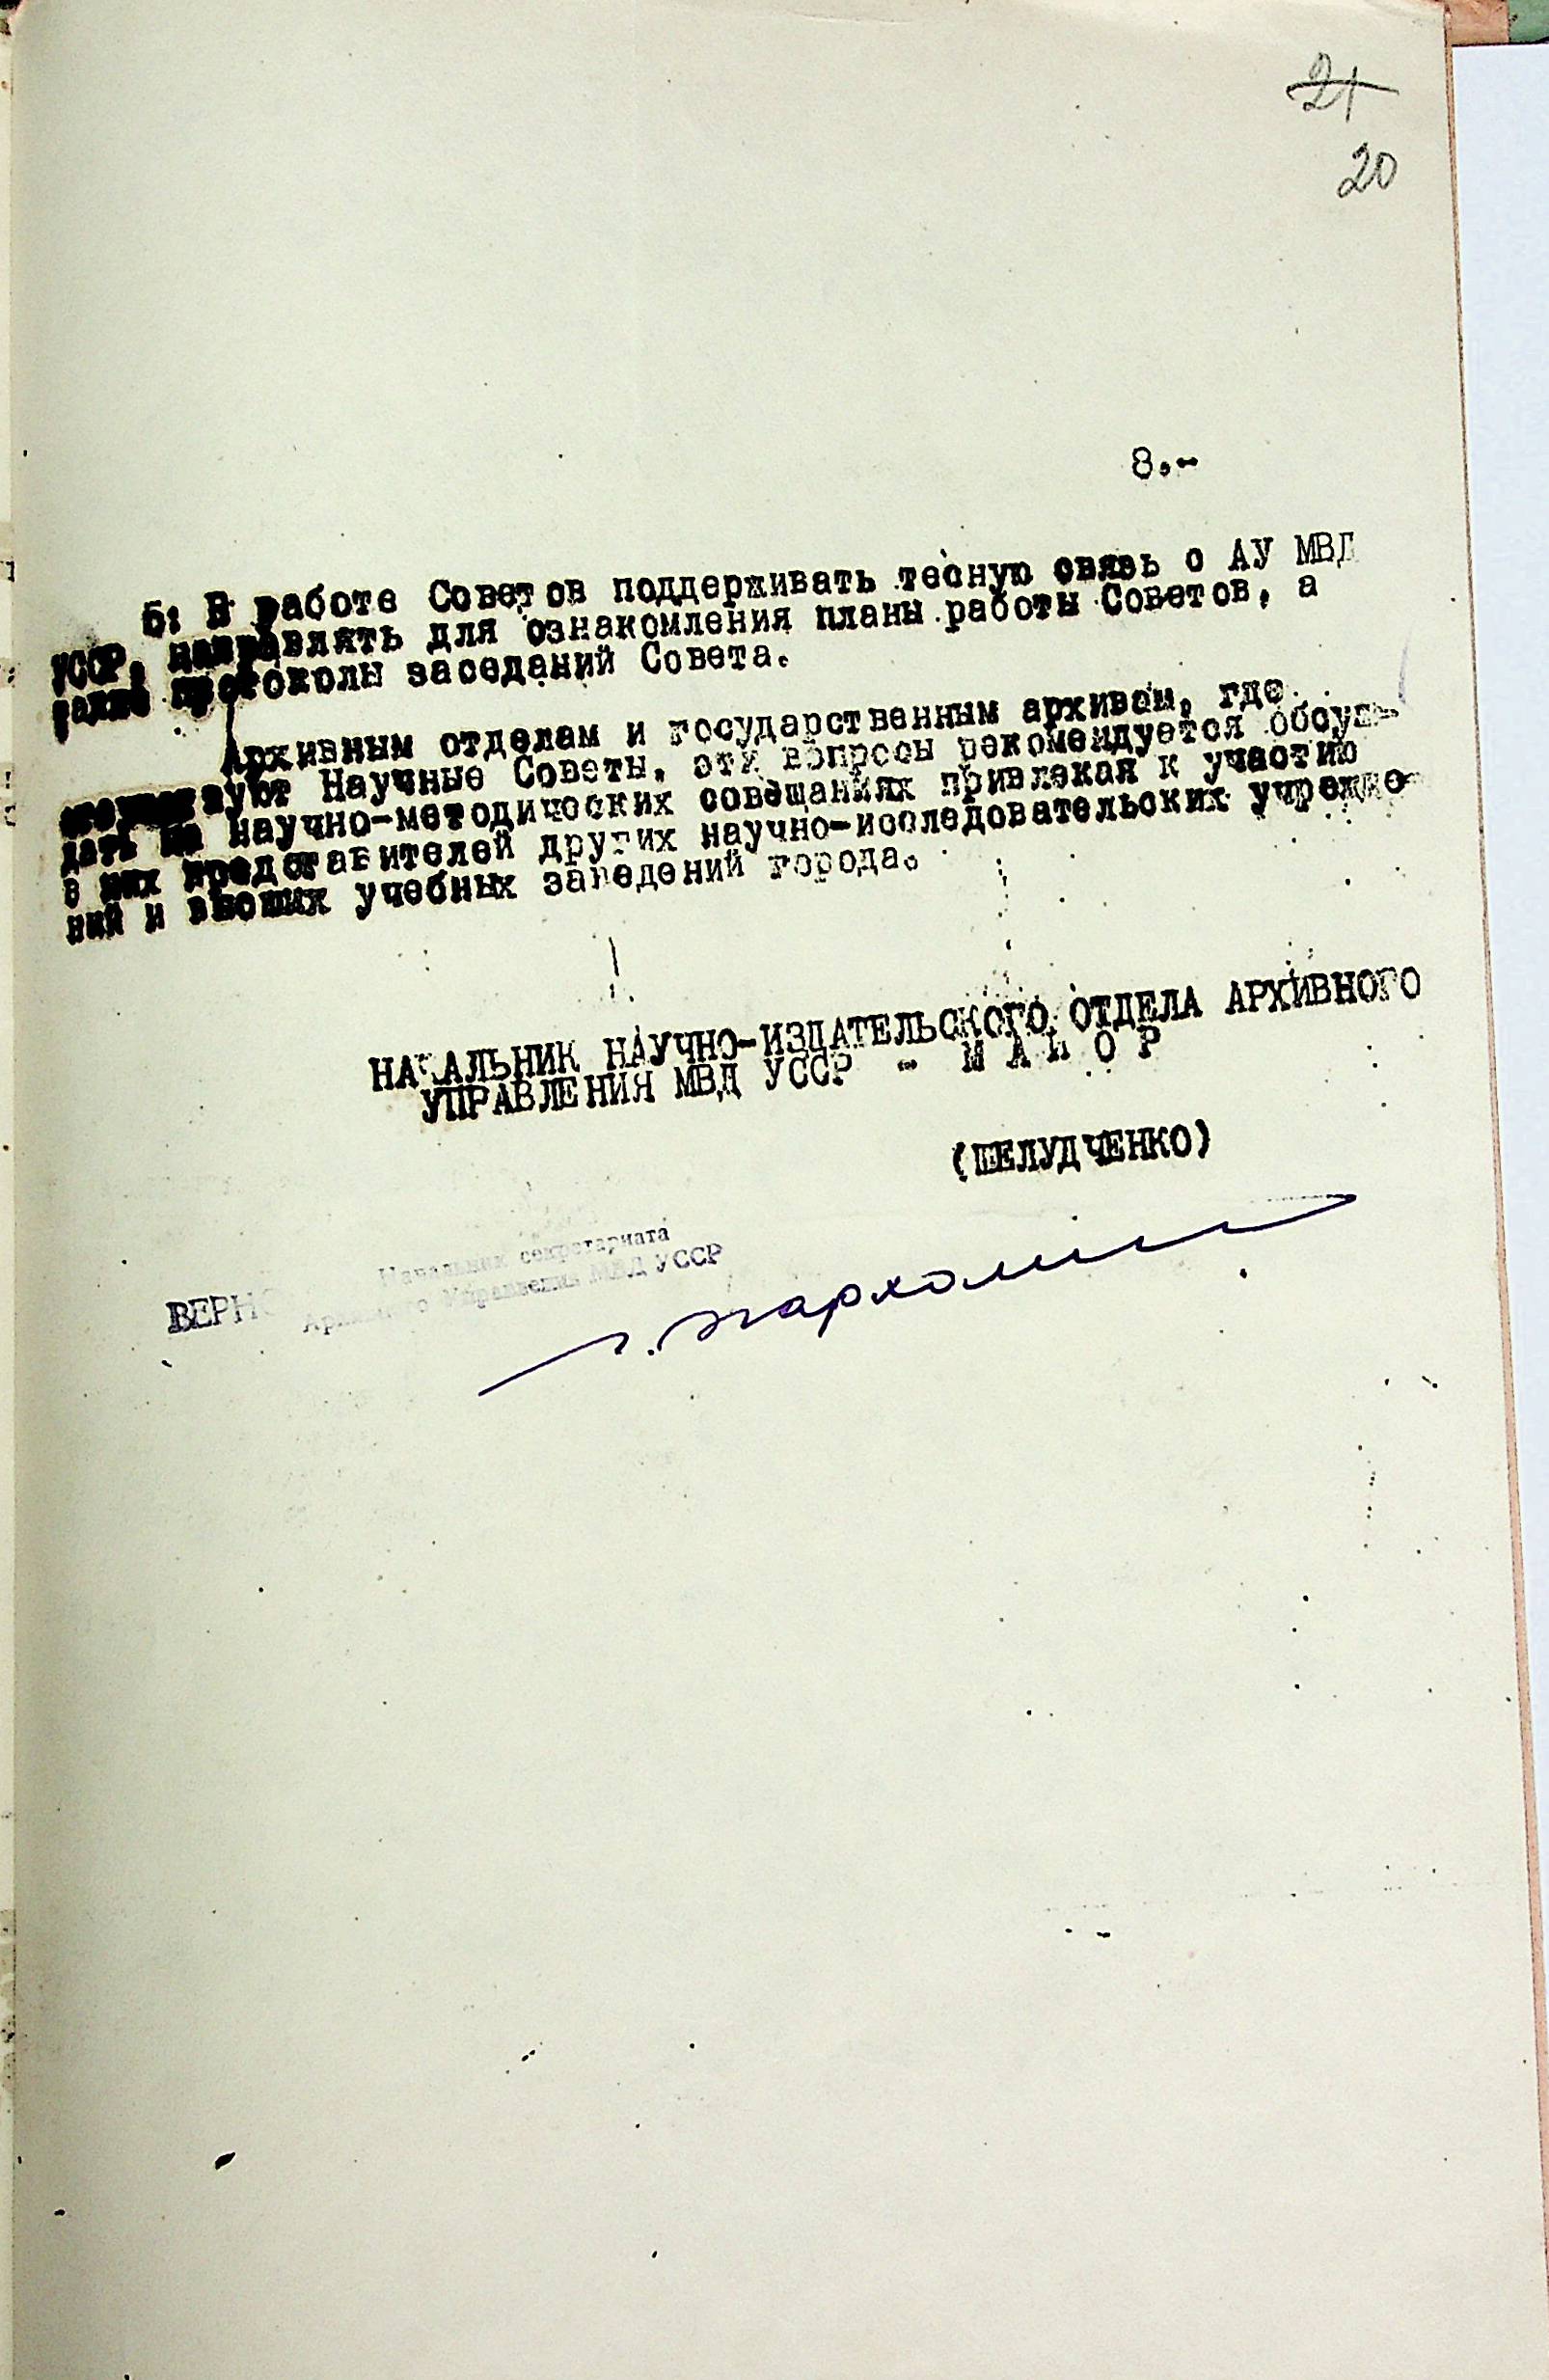 21
20
8.-
5: В работе Советов поддерживать тесную связь с АУ МВД
УССР, направлять для ознакомления планы работы Советов, а
также протоколы заседаний Совета.
Архивным отделам и государственным архивам, где
Научные Советы, эти вопросы рекомендуется обсуж-
дать на научно-методических совещаниях привлекая к участию
в них представителей других научно-исследовательских учрежде-
ний и высших учебных заведений города.
НАЧАЛЬНИК НАУЧНО-ИЗДАТЕЛЬСКОГО ОТДЕЛА АРХИВНОГО
УПРАВЛЕНИЯ МВД УССР - МАЙОР
(ШЕЛУДЧЕНКО)
Начальник секретариата
ВЕРНО Архивного Управления МВД УССР